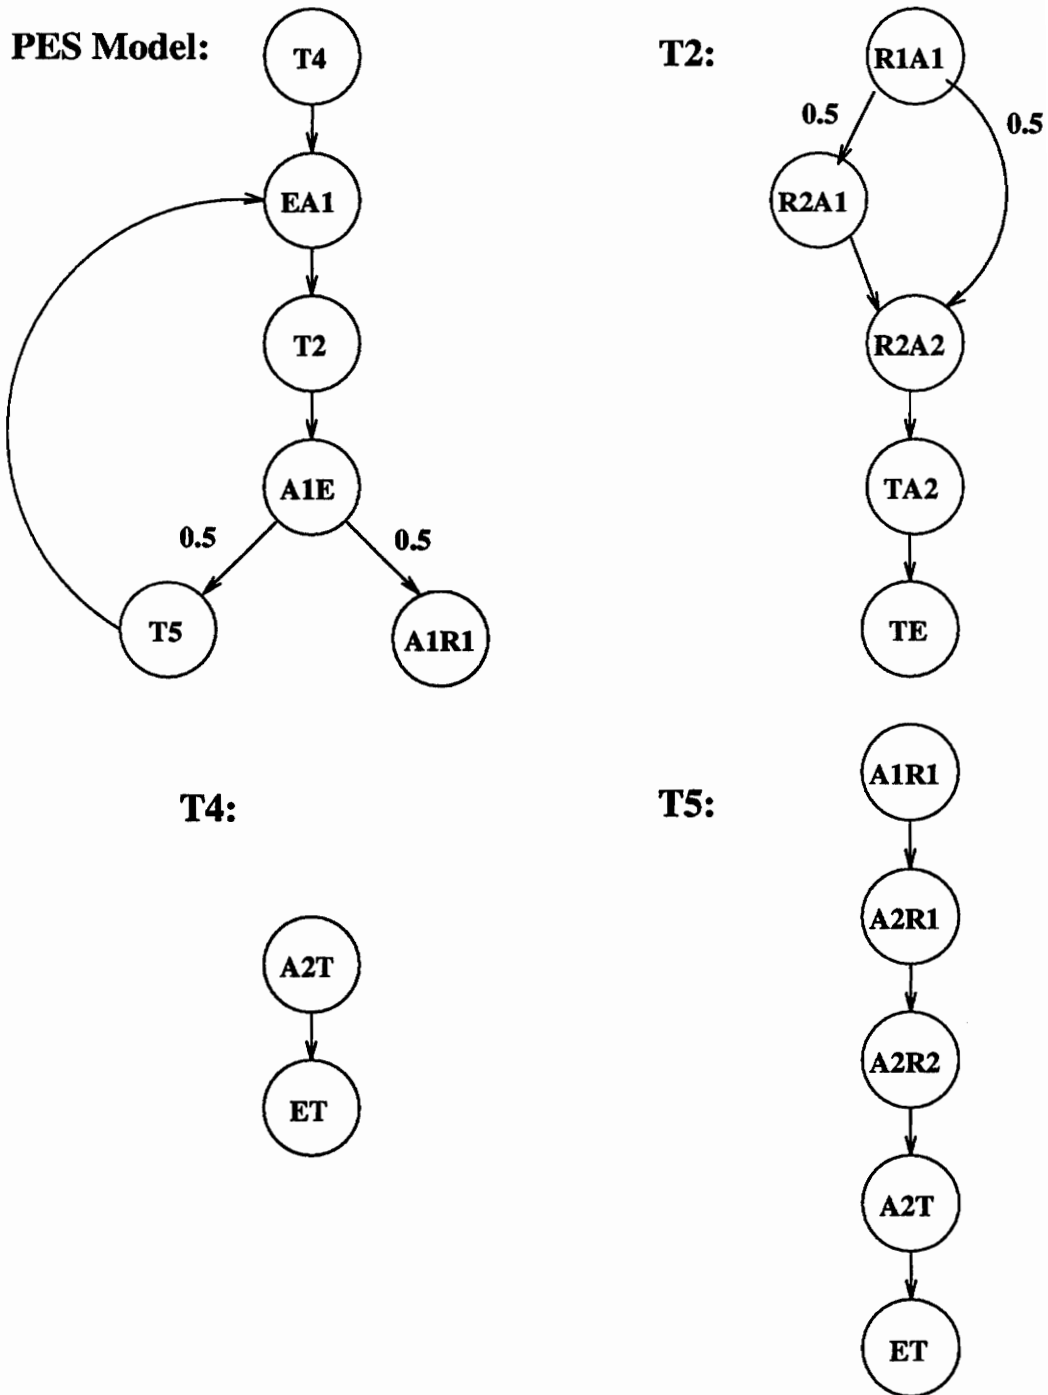 PES Model:
T4
EA1
T2
A1E
0.5
0.5
T5
A1R1
T2:
R1A1
0.5
0.5
R2A1
R2A2
TA2
TE
T4:
A2T
ET
T5:
A1R1
A2R1
A2R2
A2T
ET